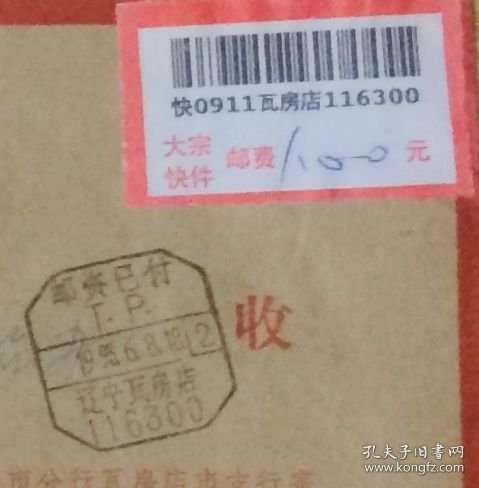 快0911瓦房店116300
大宗
快件
邮费 1.00 元
邮资已付
T.P.
辽宁瓦房店
116300
收
孔夫子旧书网
www.kongfz.com